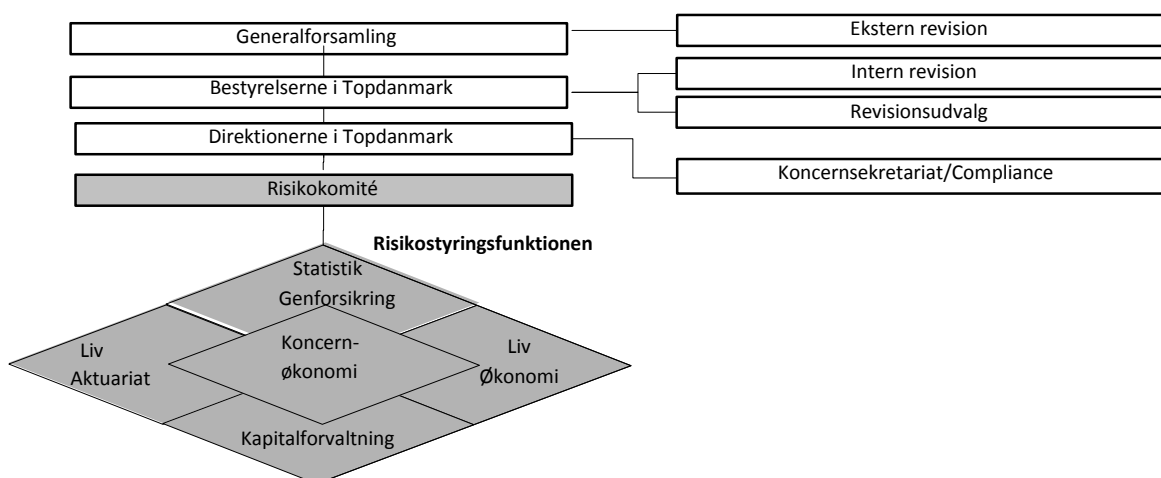 Generalforsamling
Ekstern revision
Bestyrelserne i Topdanmark
Intern revision
Revisionsudvalg
Direktionerne i Topdanmark
Koncernsekretariat/Compliance
Risikokomité
Risikostyringsfunktionen
Statistik
Genforsikring
Liv
Aktuariat
Koncern-
økonomi
Liv
Økonomi
Kapitalforvaltning